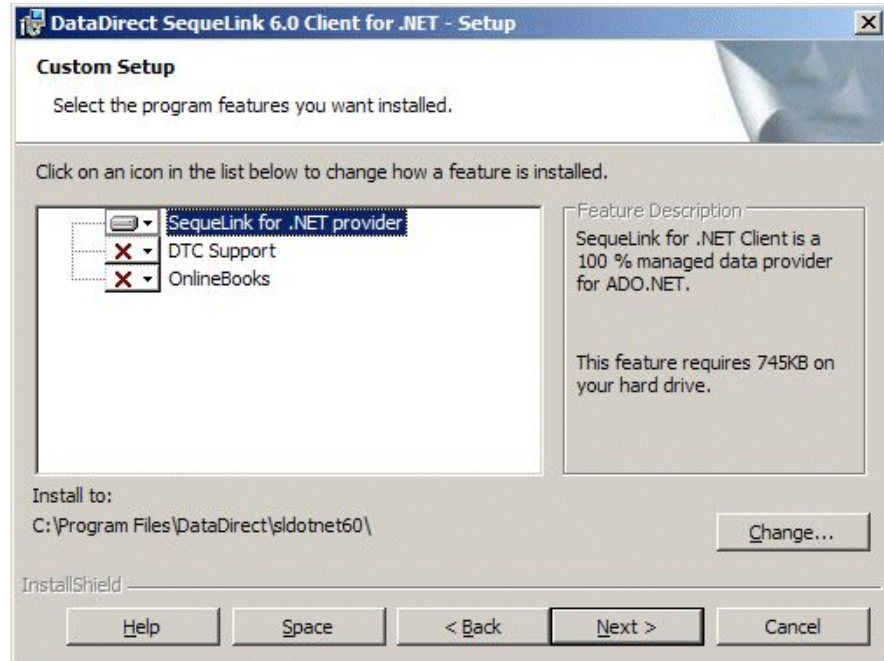 DataDirect SequeLink 6.0 Client for .NET - Setup
Custom Setup
Select the program features you want installed.
Click on an icon in the list below to change how a feature is installed.
SequeLink for .NET provider
DTC Support
OnlineBooks
Feature Description
SequeLink for .NET Client is a
100 % managed data provider
for ADO.NET.
This feature requires 745KB on
your hard drive.
Install to:
C:\Program Files\DataDirect\sldotnet60\
Change...
InstallShield
Help
Space
< Back
Next >
Cancel